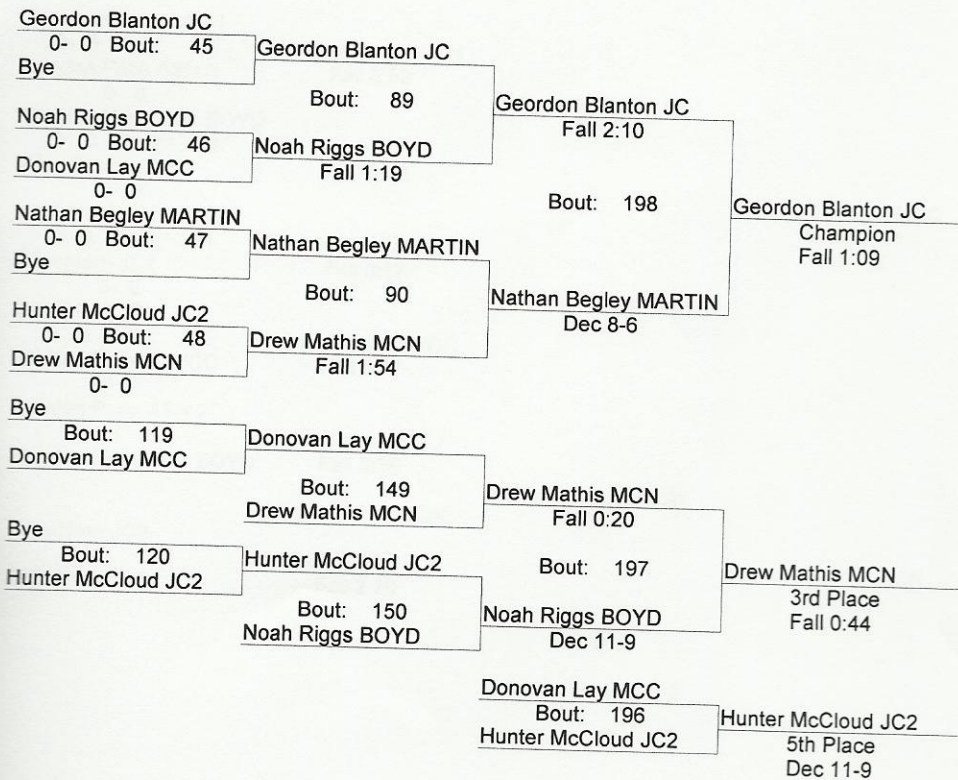 Geordon Blanton JC
0- 0 Bout: 45
Bye
Geordon Blanton JC
Bout: 89
Noah Riggs BOYD
0- 0 Bout: 46
Donovan Lay MCC
0- 0
Noah Riggs BOYD
Fall 1:19
Geordon Blanton JC
Fall 2:10
Nathan Begley MARTIN
0- 0 Bout: 47
Bye
Nathan Begley MARTIN
Bout: 90
Hunter McCloud JC2
0- 0 Bout: 48
Drew Mathis MCN
0- 0
Drew Mathis MCN
Fall 1:54
Nathan Begley MARTIN
Dec 8-6
Bout: 198
Geordon Blanton JC
Champion
Fall 1:09
Bye
Bout: 119
Donovan Lay MCC
Donovan Lay MCC
Bout: 149
Drew Mathis MCN
Drew Mathis MCN
Fall 0:20
Bye
Bout: 120
Hunter McCloud JC2
Hunter McCloud JC2
Bout: 150
Noah Riggs BOYD
Noah Riggs BOYD
Dec 11-9
Bout: 197
Drew Mathis MCN
3rd Place
Fall 0:44
Donovan Lay MCC
Bout: 196
Hunter McCloud JC2
Hunter McCloud JC2
5th Place
Dec 11-9